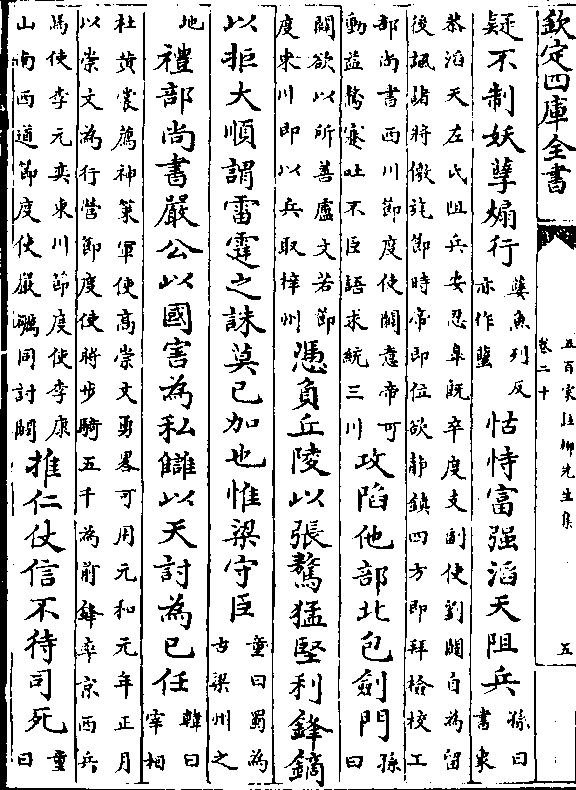 欽定四庫全書
五百家註柳先生集
卷二十
五
疑不制妖孽煽行
㜸魚列反
亦作蠥
怙恃富强滔天阻兵
孫曰
書象
恭滔天左氏阻兵安忍臯既卒度支副使劉闢自為留
後諷諸將徼旄節時帝即位欲靜鎮四方即拜檢校工
部尚書西川節度使闢意帝可
動益驁蹇吐不臣語求統三川
攻陷他部北包劍門
孫曰
闢欲以所善盧文若節
度東川即以兵取梓州
憑負丘陵以張驁猛堅利鋒鏑
以拒大順謂雷霆之誅莫已加也惟梁守臣
童曰蜀為
古梁州之
地
禮部尚書嚴公以國害為私讎以天討為已任
韓曰
宰相
杜黄裳薦神策軍使高崇文勇畧可用元和元年正月
以崇文為行營節度使將步騎五千為前鋒率京西兵
馬使李元奕東川節度使李康
山南西道節度使嚴礪同討闢
推仁仗信不待司死
童曰